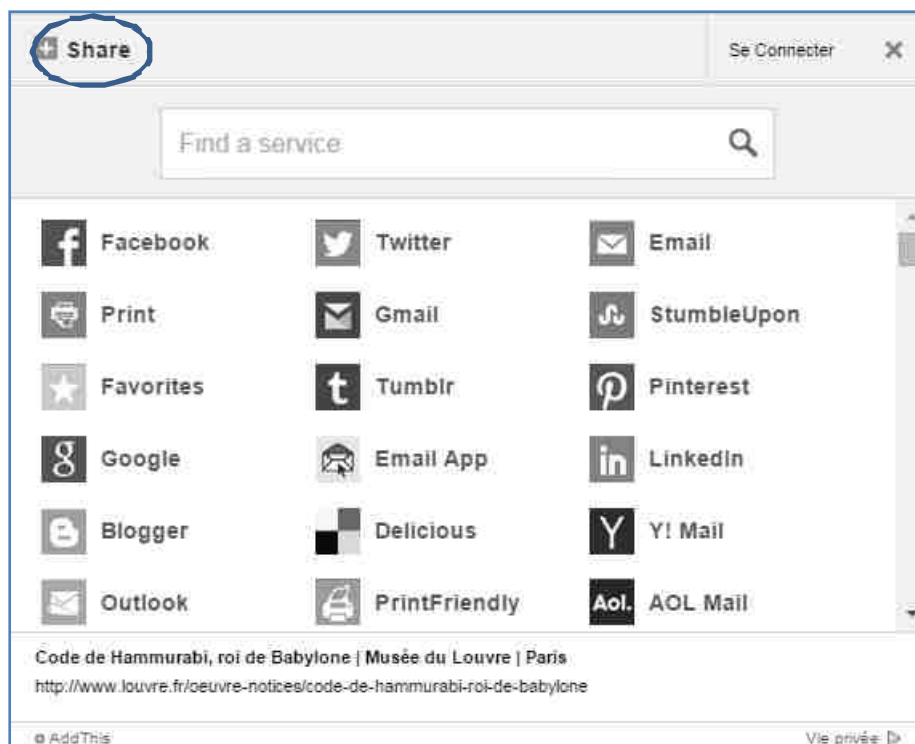 Share Se Connecter
Find a service
Facebook Twitter Email
Print Gmail StumbleUpon
Favorites Tumblr Pinterest
Google Email App LinkedIn
Blogger Delicious Y! Mail
Outlook PrintFriendly Aol. AOL Mail
Code de Hammurabi, roi de Babylone | Musée du Louvre | Paris
http://www.louvre.fr/oeuvre-notices/code-de-hammurabi-roi-de-babylone
AddThis Vie privée